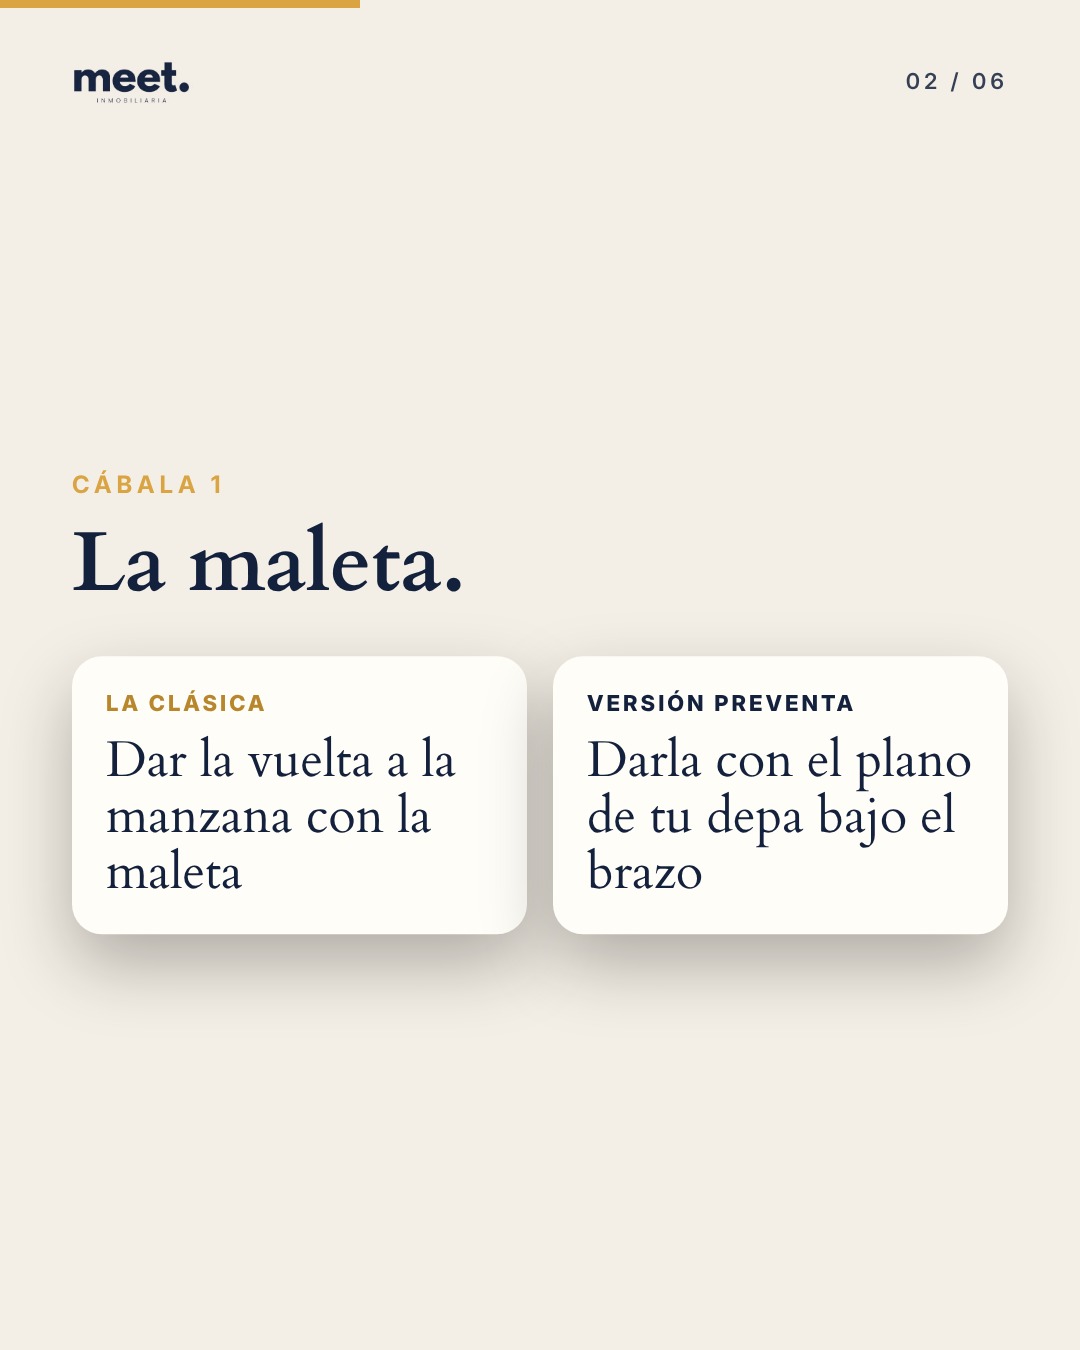 meet.
INMOBILIARIA
02 / 06
CÁBALA 1
La maleta.
LA CLÁSICA
Dar la vuelta a la
manzana con la
maleta
VERSIÓN PREVENTA
Darla con el plano
de tu depa bajo el
brazo